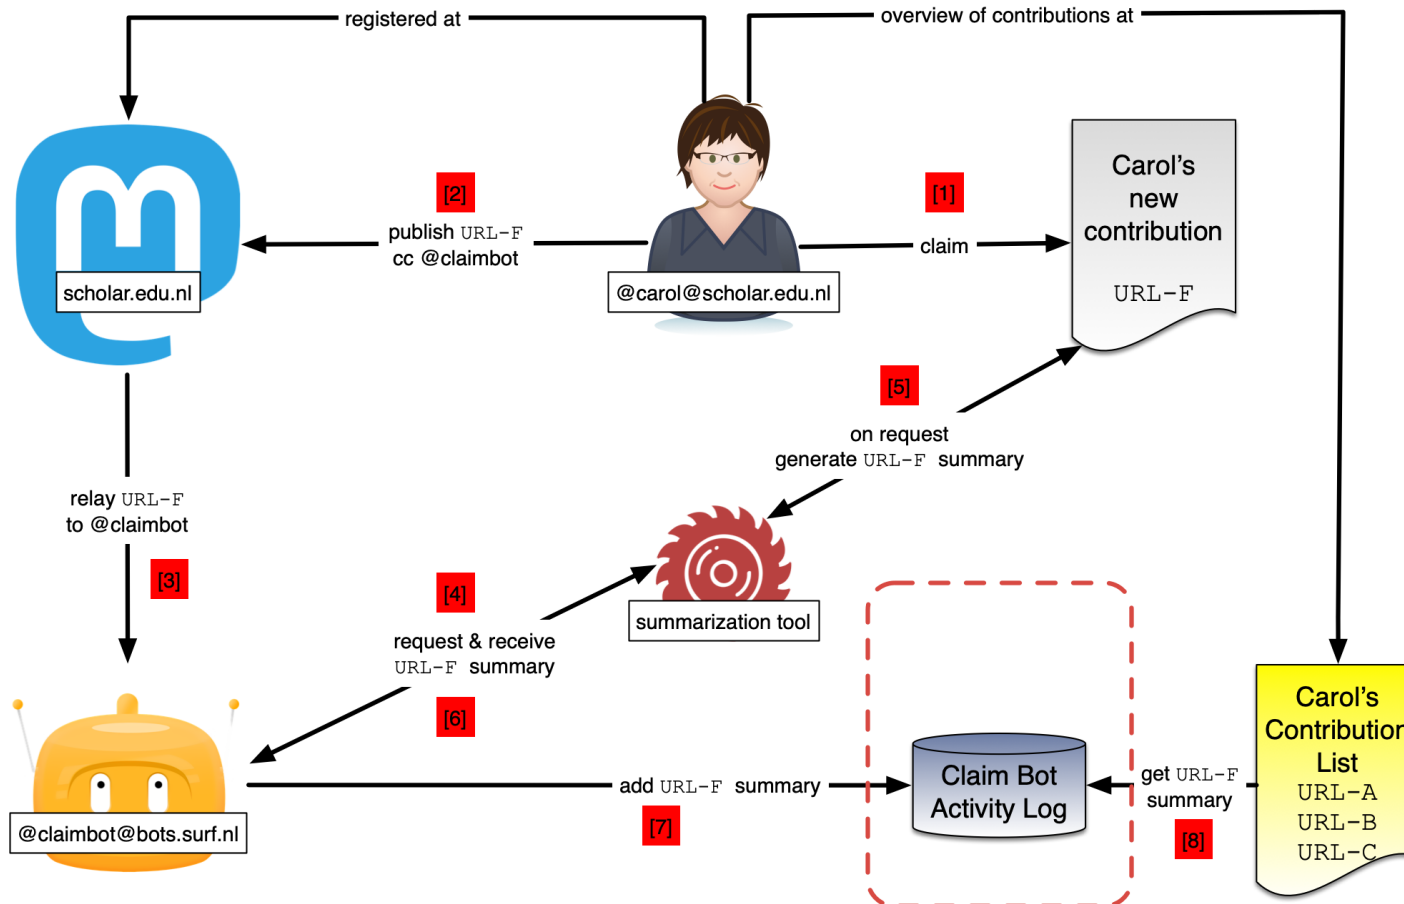 registered at
overview of contributions at
[2]
publish URL-F
cc @claimbot
[1]
claim
Carol's
new
contribution
URL-F
scholar.edu.nl
@carol@scholar.edu.nl
[5]
on request
generate URL-F summary
relay URL-F
to @claimbot
[3]
summarization tool
[4]
request & receive
URL-F summary
[6]
@claimbot@bots.surf.nl
add URL-F summary
[7]
Claim Bot
Activity Log
get URL-F
summary
[8]
Carol's
Contribution
List
URL-A
URL-B
URL-C